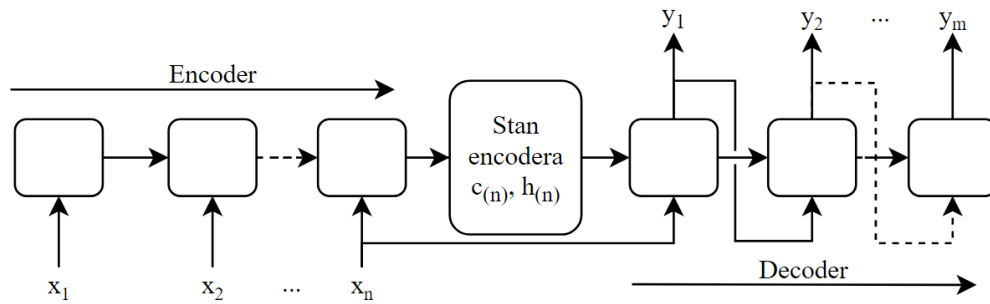 y₁ y₂ ... yₘ
Encoder
Stan
encodera
c₍ₙ₎, h₍ₙ₎
x₁ x₂ ... xₙ
Decoder